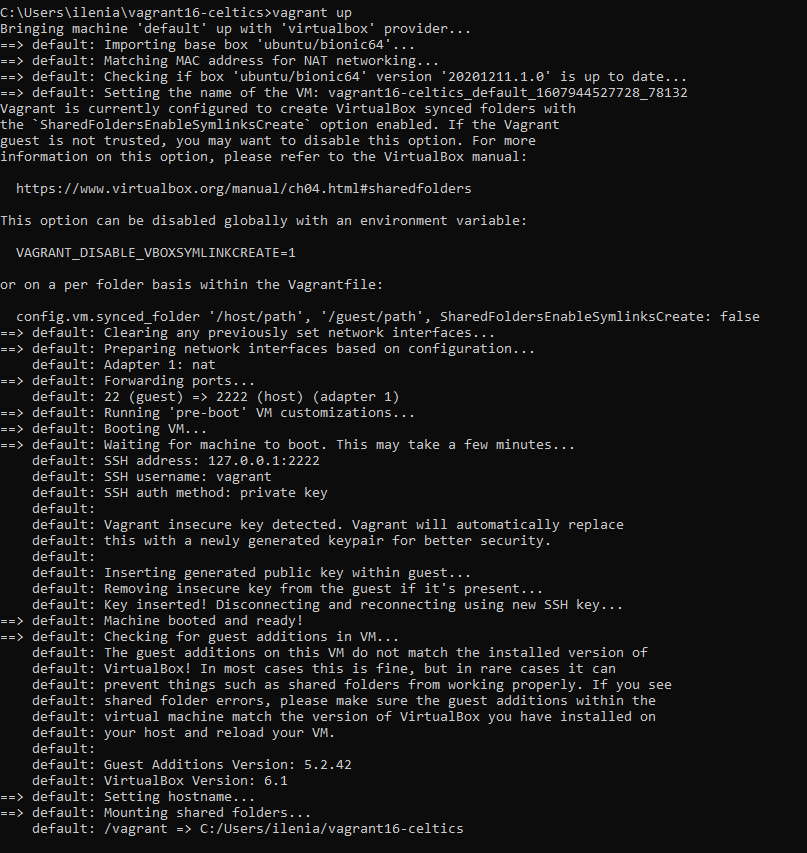 C:\Users\ilenia\vagrant16-celtics>vagrant up
Bringing machine 'default' up with 'virtualbox' provider...
==> default: Importing base box 'ubuntu/bionic64'...
==> default: Matching MAC address for NAT networking...
==> default: Checking if box 'ubuntu/bionic64' version '20201211.1.0' is up to date...
==> default: Setting the name of the VM: vagrant16-celtics_default_1607944527728_78132
Vagrant is currently configured to create VirtualBox synced folders with
the `SharedFoldersEnableSymlinksCreate` option enabled. If the Vagrant
guest is not trusted, you may want to disable this option. For more
information on this option, please refer to the VirtualBox manual:

  https://www.virtualbox.org/manual/ch04.html#sharedfolders

This option can be disabled globally with an environment variable:

  VAGRANT_DISABLE_VBOXSYMLINKCREATE=1

or on a per folder basis within the Vagrantfile:

  config.vm.synced_folder '/host/path', '/guest/path', SharedFoldersEnableSymlinksCreate: false
==> default: Clearing any previously set network interfaces...
==> default: Preparing network interfaces based on configuration...
    default: Adapter 1: nat
==> default: Forwarding ports...
    default: 22 (guest) => 2222 (host) (adapter 1)
==> default: Running 'pre-boot' VM customizations...
==> default: Booting VM...
==> default: Waiting for machine to boot. This may take a few minutes...
    default: SSH address: 127.0.0.1:2222
    default: SSH username: vagrant
    default: SSH auth method: private key
    default:
    default: Vagrant insecure key detected. Vagrant will automatically replace
    default: this with a newly generated keypair for better security.
    default:
    default: Inserting generated public key within guest...
    default: Removing insecure key from the guest if it's present...
    default: Key inserted! Disconnecting and reconnecting using new SSH key...
==> default: Machine booted and ready!
==> default: Checking for guest additions in VM...
    default: The guest additions on this VM do not match the installed version of
    default: VirtualBox! In most cases this is fine, but in rare cases it can
    default: prevent things such as shared folders from working properly. If you see
    default: shared folder errors, please make sure the guest additions within the
    default: virtual machine match the version of VirtualBox you have installed on
    default: your host and reload your VM.
    default:
    default: Guest Additions Version: 5.2.42
    default: VirtualBox Version: 6.1
==> default: Setting hostname...
==> default: Mounting shared folders...
    default: /vagrant => C:/Users/ilenia/vagrant16-celtics